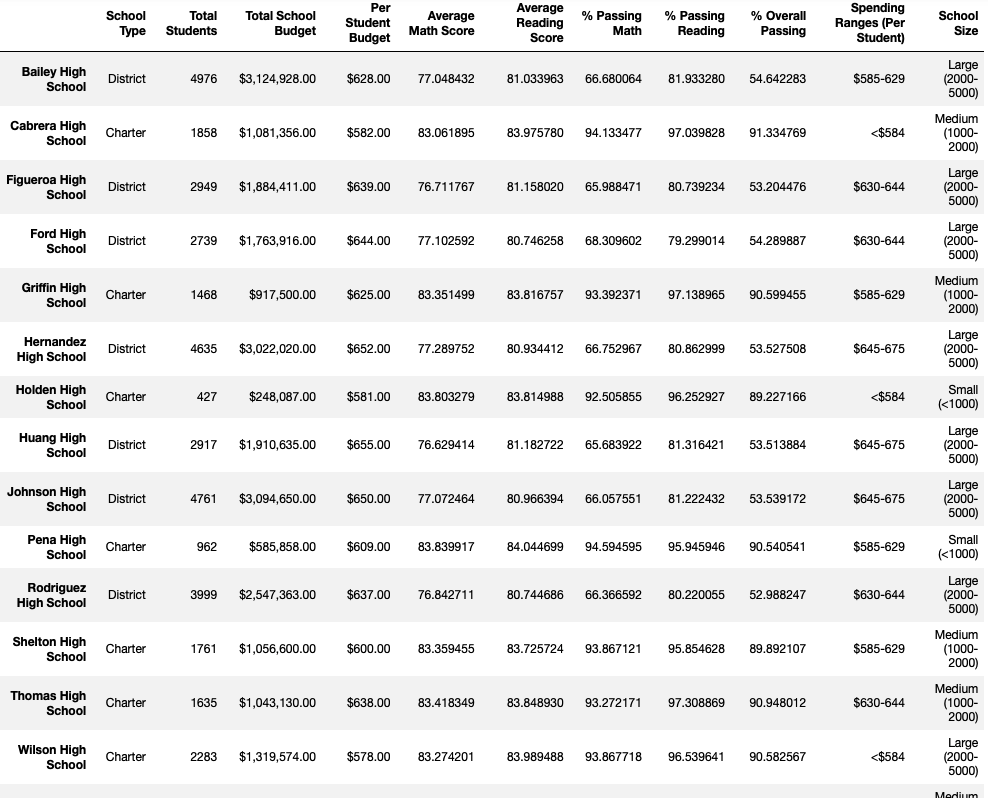 School Type Total Students Total School Budget Per Student Budget Average Math Score Average Reading Score % Passing Math % Passing Reading % Overall Passing Spending Ranges (Per Student) School Size
Bailey High School District 4976 $3,124,928.00 $628.00 77.048432 81.033963 66.680064 81.933280 54.642283 $585-629 Large (2000-5000)
Cabrera High School Charter 1858 $1,081,356.00 $582.00 83.061895 83.975780 94.133477 97.039828 91.334769 <$584 Medium (1000-2000)
Figueroa High School District 2949 $1,884,411.00 $639.00 76.711767 81.158020 65.988471 80.739234 53.204476 $630-644 Large (2000-5000)
Ford High School District 2739 $1,763,916.00 $644.00 77.102592 80.746258 68.309602 79.299014 54.289887 $630-644 Large (2000-5000)
Griffin High School Charter 1468 $917,500.00 $625.00 83.351499 83.816757 93.392371 97.138965 90.599455 $585-629 Medium (1000-2000)
Hernandez High School District 4635 $3,022,020.00 $652.00 77.289752 80.934412 66.752967 80.862999 53.527508 $645-675 Large (2000-5000)
Holden High School Charter 427 $248,087.00 $581.00 83.803279 83.814988 92.505855 96.252927 89.227166 <$584 Small (<1000)
Huang High School District 2917 $1,910,635.00 $655.00 76.629414 81.182722 65.683922 81.316421 53.513884 $645-675 Large (2000-5000)
Johnson High School District 4761 $3,094,650.00 $650.00 77.072464 80.966394 66.057551 81.222432 53.539172 $645-675 Large (2000-5000)
Pena High School Charter 962 $585,858.00 $609.00 83.839917 84.044699 94.594595 95.945946 90.540541 $585-629 Small (<1000)
Rodriguez High School District 3999 $2,547,363.00 $637.00 76.842711 80.744686 66.366592 80.220055 52.988247 $630-644 Large (2000-5000)
Shelton High School Charter 1761 $1,056,600.00 $600.00 83.359455 83.725724 93.867121 95.854628 89.892107 $585-629 Medium (1000-2000)
Thomas High School Charter 1635 $1,043,130.00 $638.00 83.418349 83.848930 93.272171 97.308869 90.948012 $630-644 Medium (1000-2000)
Wilson High School Charter 2283 $1,319,574.00 $578.00 83.274201 83.989488 93.867718 96.539641 90.582567 <$584 Large (2000-5000)
Medium